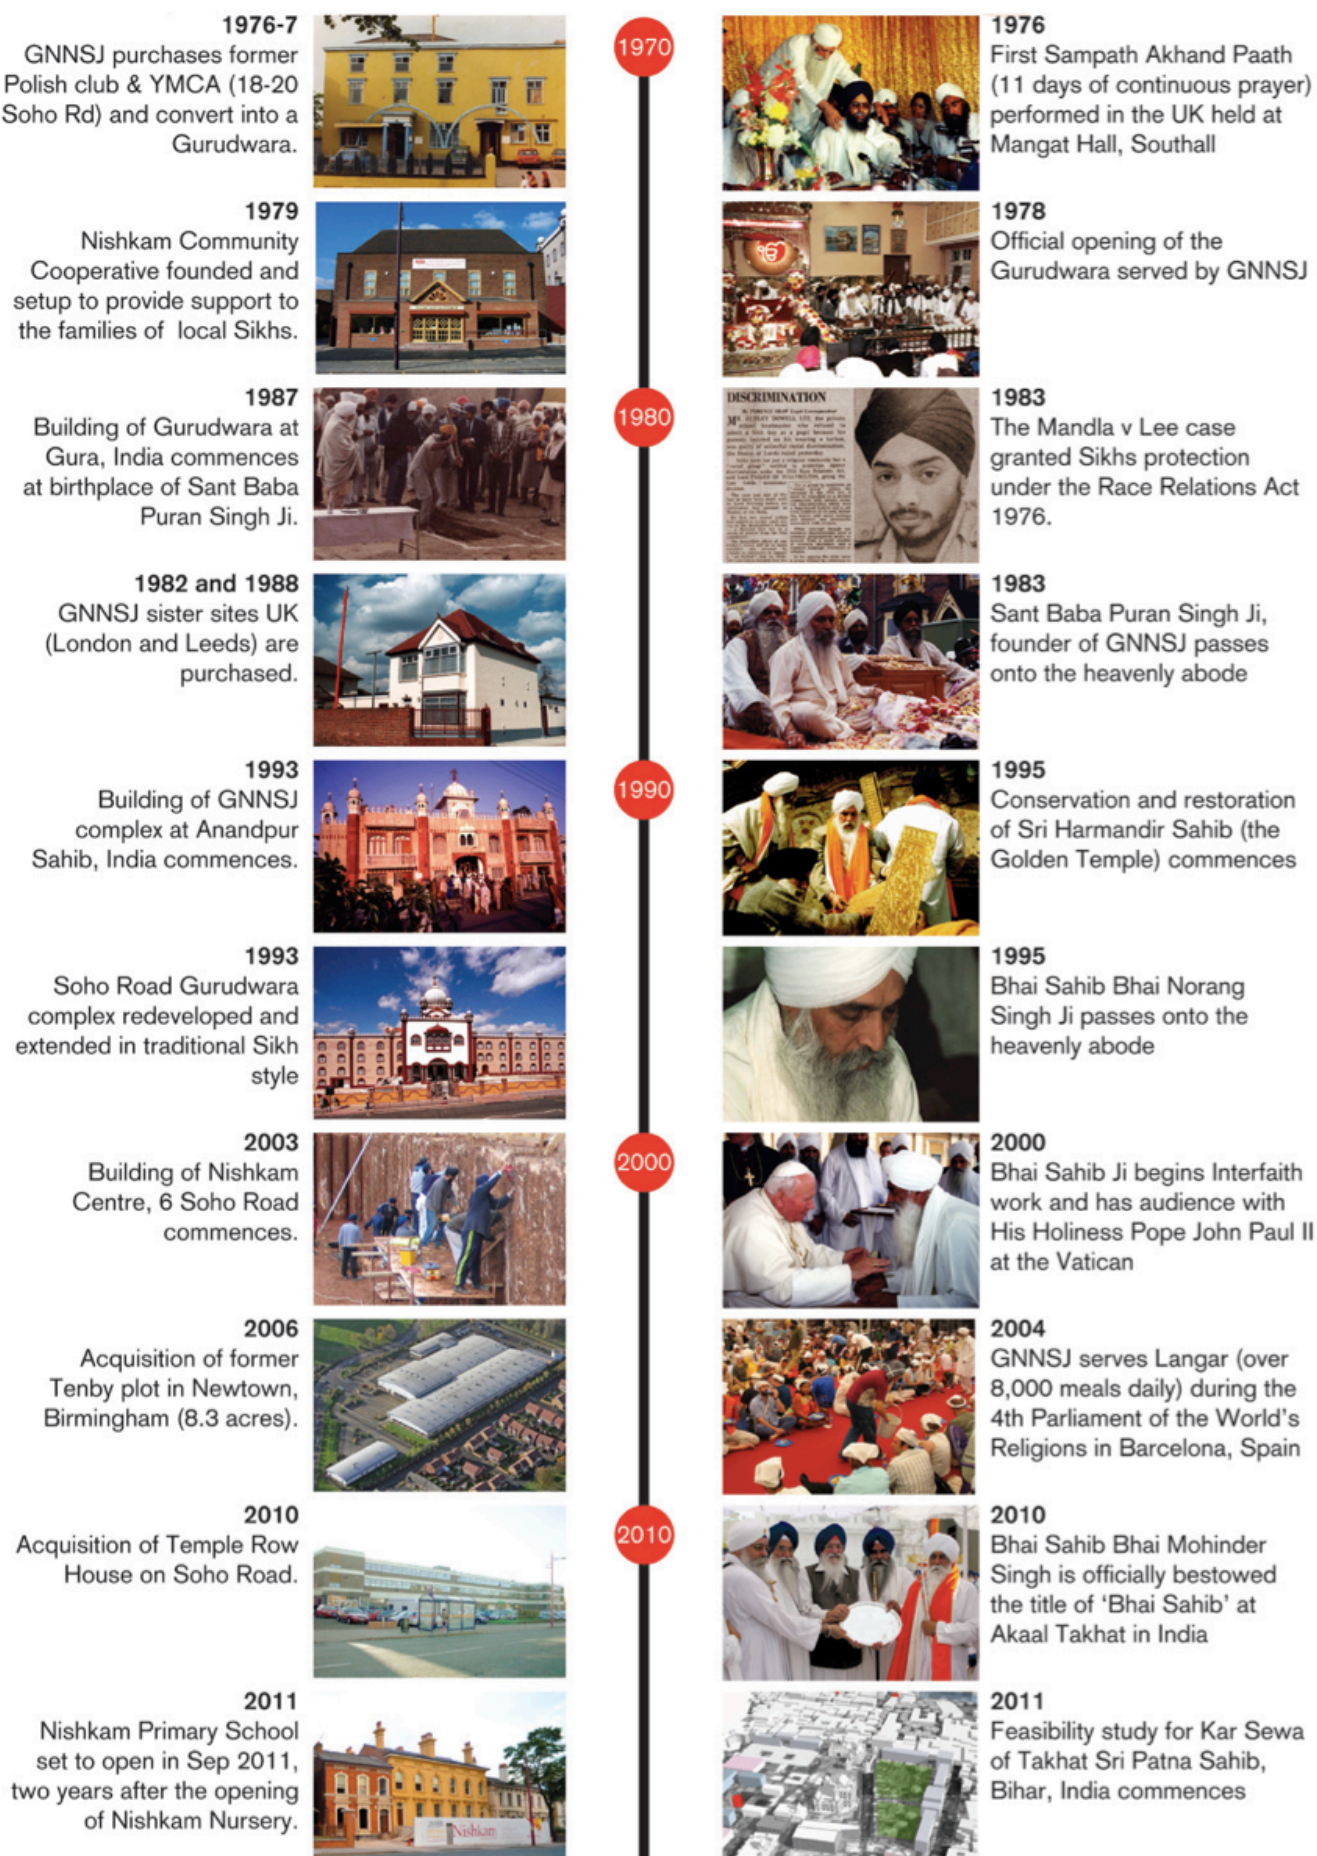 1976-7
GNNSJ purchases former
Polish club & YMCA (18-20
Soho Rd) and convert into a
Gurudwara.
1970
1976
First Sampath Akhand Paath
(11 days of continuous prayer)
performed in the UK held at
Mangat Hall, Southall
1979
Nishkam Community
Cooperative founded and
setup to provide support to
the families of local Sikhs.
1978
Official opening of the
Gurudwara served by GNNSJ
1987
Building of Gurudwara at
Gura, India commences
at birthplace of Sant Baba
Puran Singh Ji.
1980
DISCRIMINATION
1983
The Mandla v Lee case
granted Sikhs protection
under the Race Relations Act
1976.
1982 and 1988
GNNSJ sister sites UK
(London and Leeds) are
purchased.
1983
Sant Baba Puran Singh Ji,
founder of GNNSJ passes
onto the heavenly abode
1993
Building of GNNSJ
complex at Anandpur
Sahib, India commences.
1990
1995
Conservation and restoration
of Sri Harmandir Sahib (the
Golden Temple) commences
1993
Soho Road Gurudwara
complex redeveloped and
extended in traditional Sikh
style
1995
Bhai Sahib Bhai Norang
Singh Ji passes onto the
heavenly abode
2003
Building of Nishkam
Centre, 6 Soho Road
commences.
2000
2000
Bhai Sahib Ji begins Interfaith
work and has audience with
His Holiness Pope John Paul II
at the Vatican
2006
Acquisition of former
Tenby plot in Newtown,
Birmingham (8.3 acres).
2004
GNNSJ serves Langar (over
8,000 meals daily) during the
4th Parliament of the World's
Religions in Barcelona, Spain
2010
Acquisition of Temple Row
House on Soho Road.
2010
2010
Bhai Sahib Bhai Mohinder
Singh is officially bestowed
the title of ‘Bhai Sahib’ at
Akaal Takhat in India
2011
Nishkam Primary School
set to open in Sep 2011,
two years after the opening
of Nishkam Nursery.
Nishkam
2011
Feasibility study for Kar Sewa
of Takhat Sri Patna Sahib,
Bihar, India commences